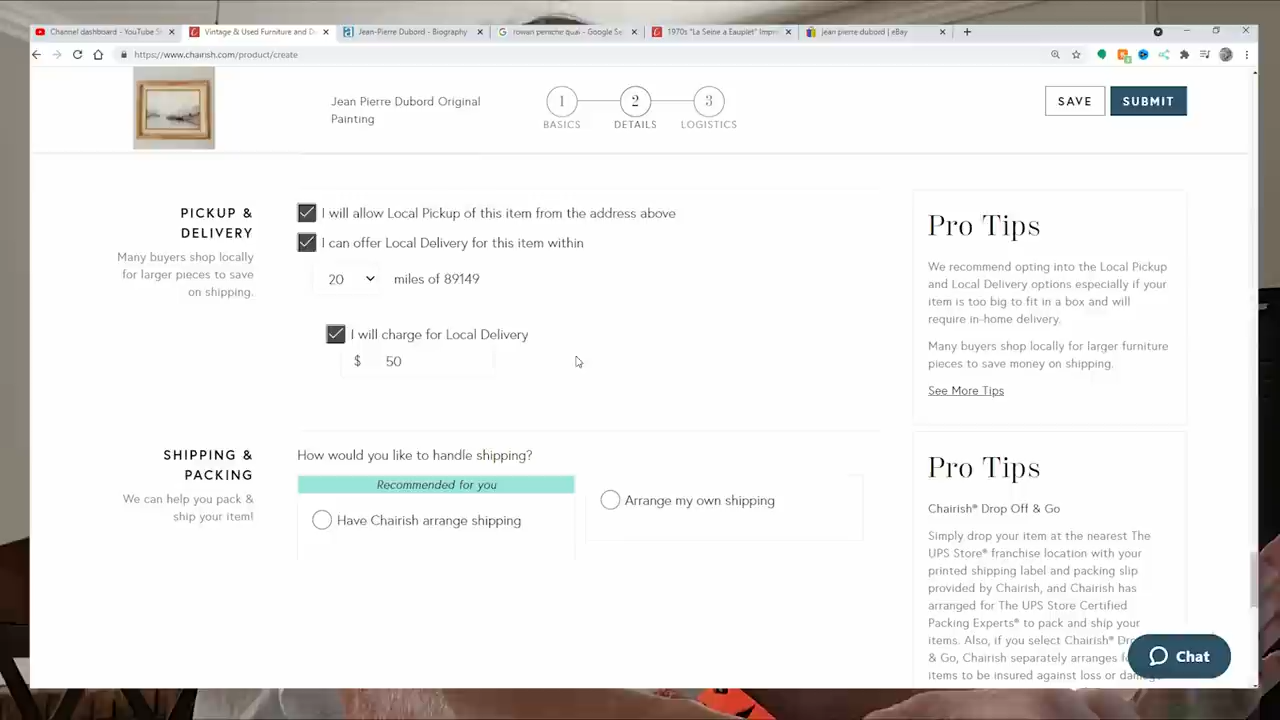 Channel dashboard - YouTube St
Vintage & Used Furniture and D
Jean-Pierre Dubord - Biography
rowan peniche quai - Google Se
1970s "La Seine a Eauplet" Impre
jean pierre dubord | eBay
https://www.chairish.com/product/create
Jean Pierre Dubord Original
Painting
1
2
3
BASICS
DETAILS
LOGISTICS
SAVE
SUBMIT
PICKUP &
DELIVERY
Many buyers shop locally
for larger pieces to save
on shipping.
I will allow Local Pickup of this item from the address above
I can offer Local Delivery for this item within
20 miles of 89149
I will charge for Local Delivery
$ 50
Pro Tips
We recommend opting into the Local Pickup
and Local Delivery options especially if your
item is too big to fit in a box and will
require in-home delivery.
Many buyers shop locally for larger furniture
pieces to save money on shipping.
See More Tips
SHIPPING &
PACKING
We can help you pack &
ship your item!
How would you like to handle shipping?
Recommended for you
Have Chairish arrange shipping
Arrange my own shipping
Pro Tips
Chairish® Drop Off & Go
Simply drop your item at the nearest The
UPS Store® franchise location with your
printed shipping label and packing slip
provided by Chairish, and Chairish has
arranged for The UPS Store Certified
Packing Experts® to pack and ship your
items. Also, if you select Chairish® Dro
& Go, Chairish separately arranges f
items to be insured against loss or dam
Chat